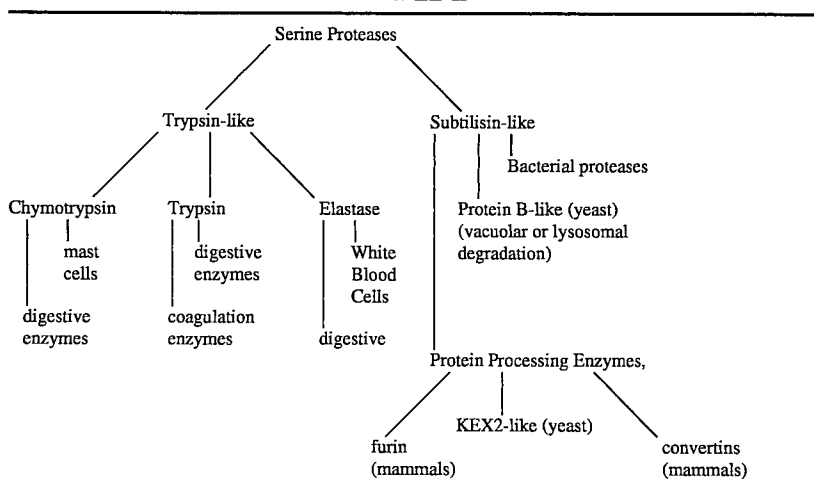 Serine Proteases
Trypsin-like
Subtilisin-like
Bacterial proteases
Chymotrypsin
Trypsin
Elastase
Protein B-like (yeast)
(vacuolar or lysosomal
degradation)
mast
cells
digestive
enzymes
White
Blood
Cells
digestive
enzymes
coagulation
enzymes
digestive
Protein Processing Enzymes,
KEX2-like (yeast)
furin
(mammals)
convertins
(mammals)